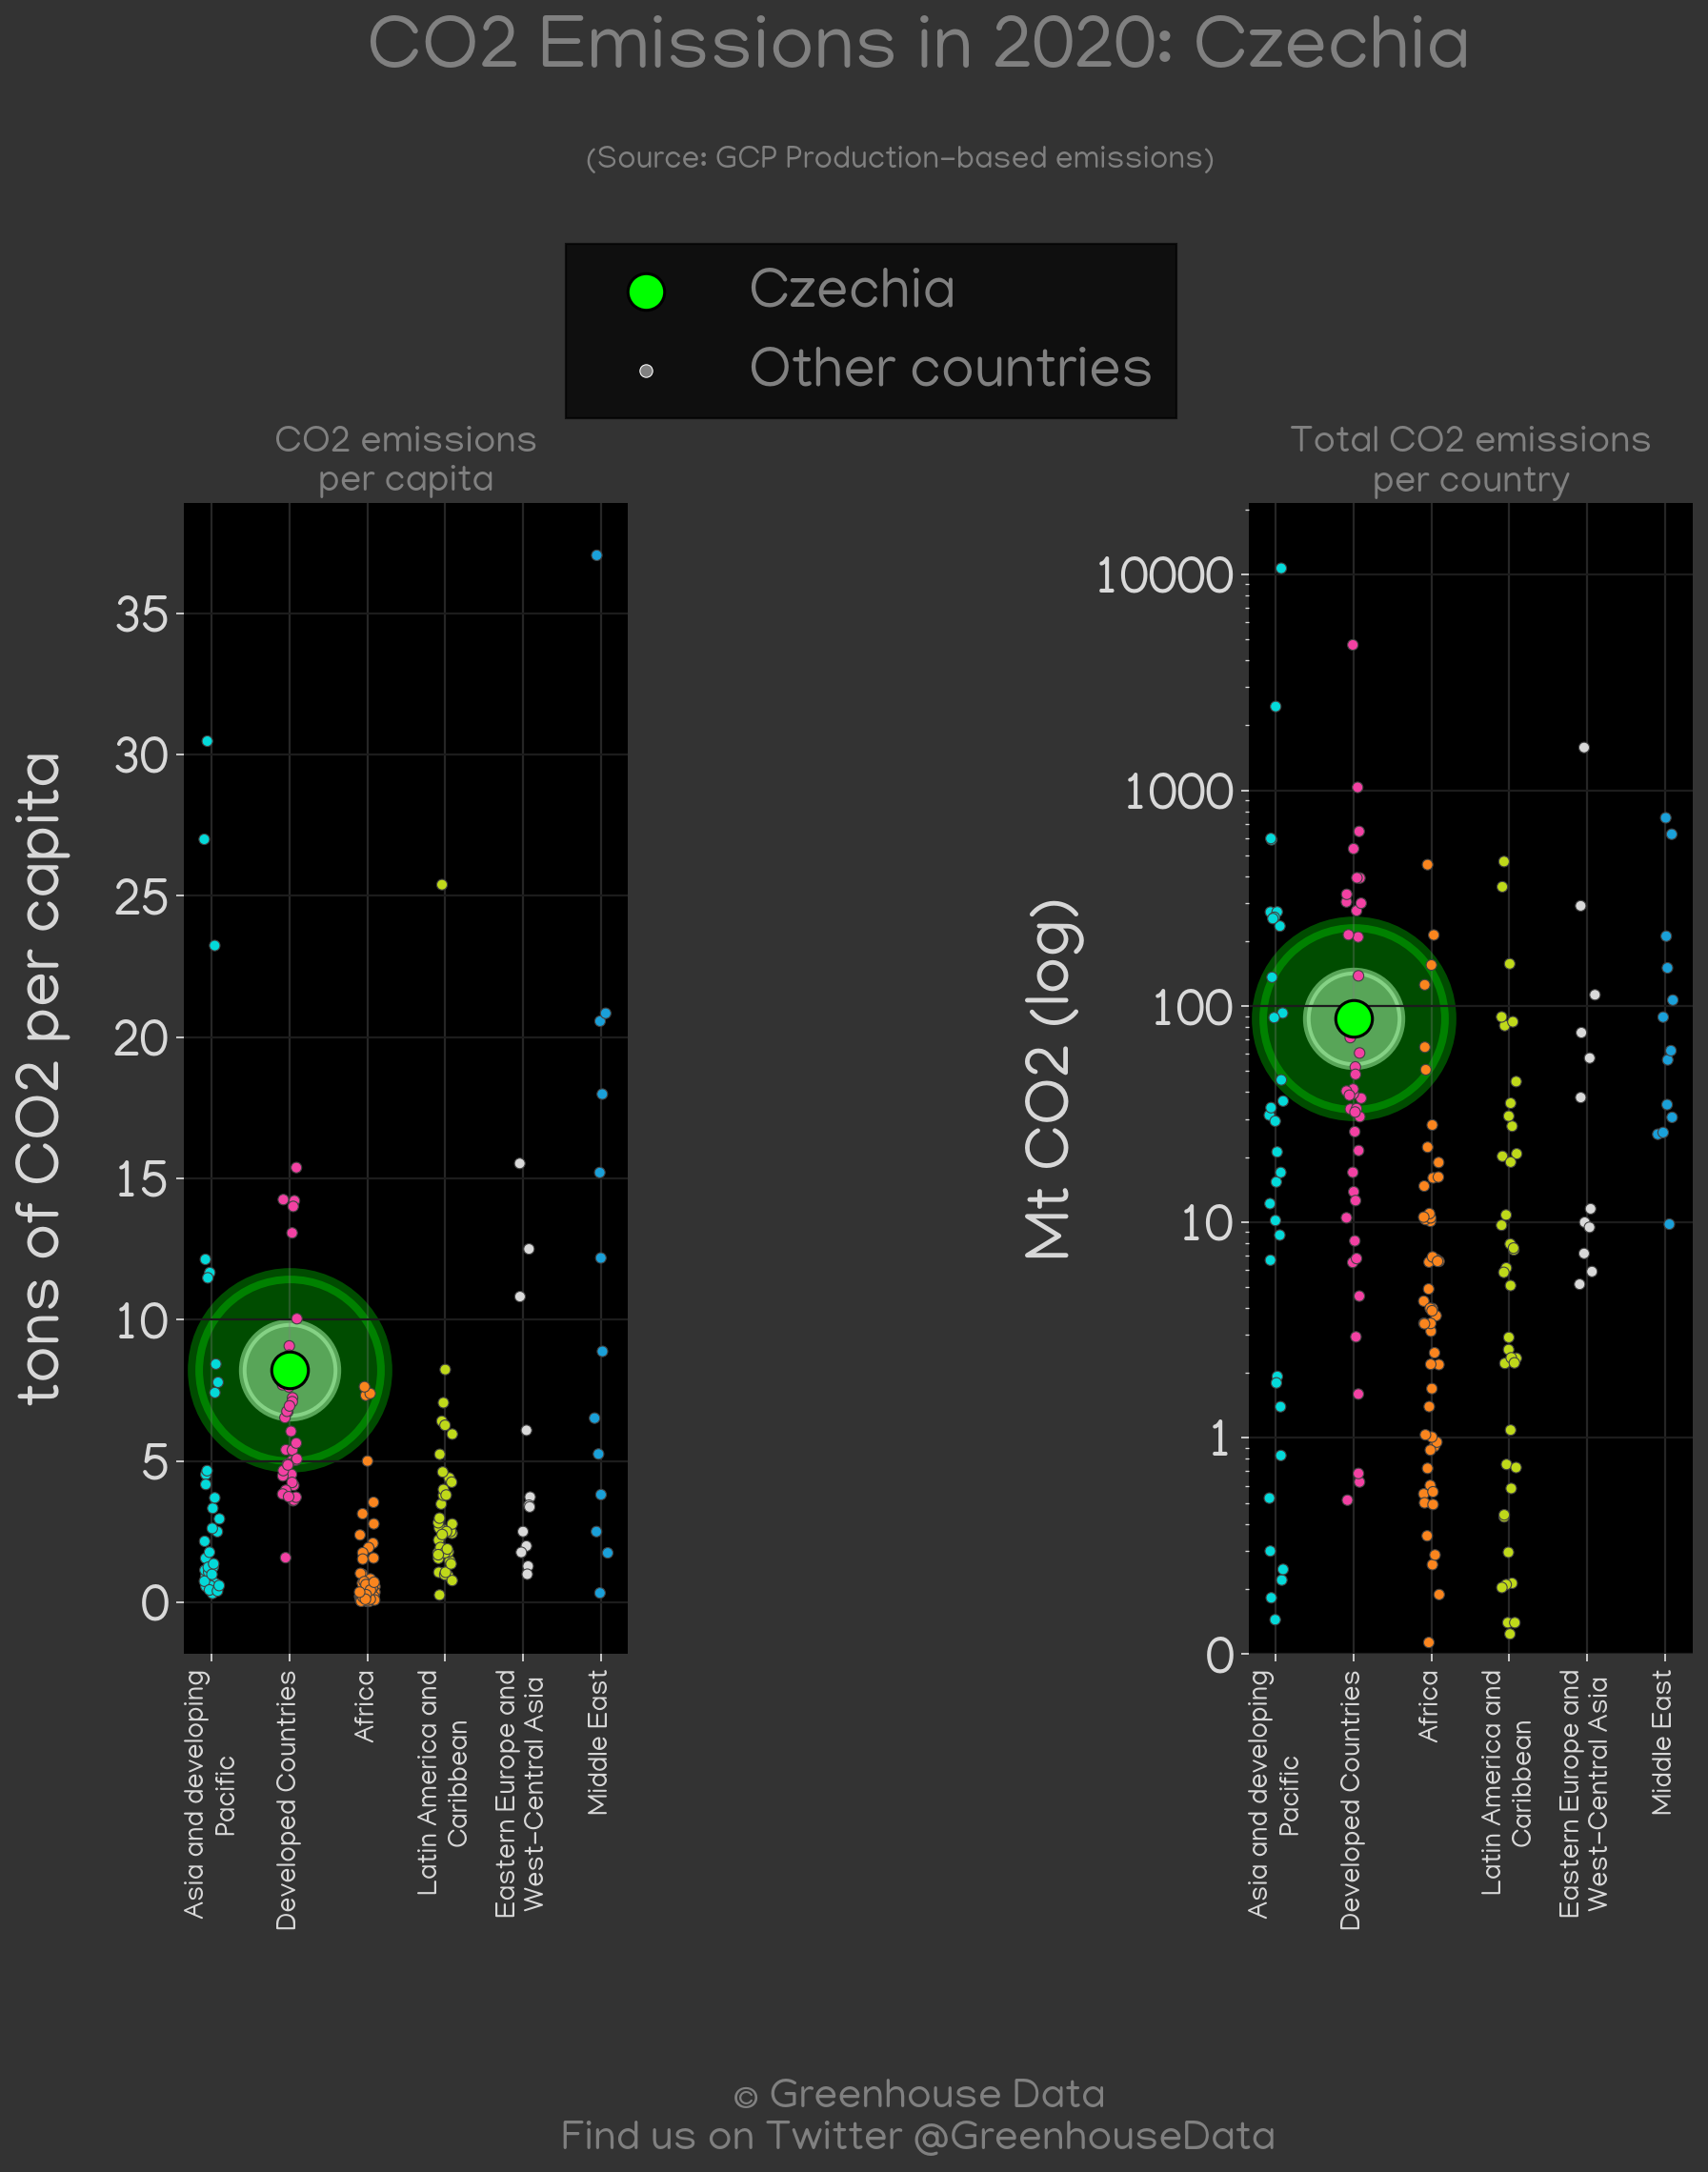 CO2 Emissions in 2020: Czechia
(Source: GCP Production-based emissions)
Czechia
Other countries
CO2 emissions
per capita
tons of CO2 per capita
35
30
25
20
15
10
5
0
Asia and developing
Pacific
Developed Countries
Africa
Latin America and
Caribbean
Eastern Europe and
West-Central Asia
Middle East
Total CO2 emissions
per country
Mt CO2 (log)
10000
1000
100
10
1
0
Asia and developing
Pacific
Developed Countries
Africa
Latin America and
Caribbean
Eastern Europe and
West-Central Asia
Middle East
© Greenhouse Data
Find us on Twitter @GreenhouseData